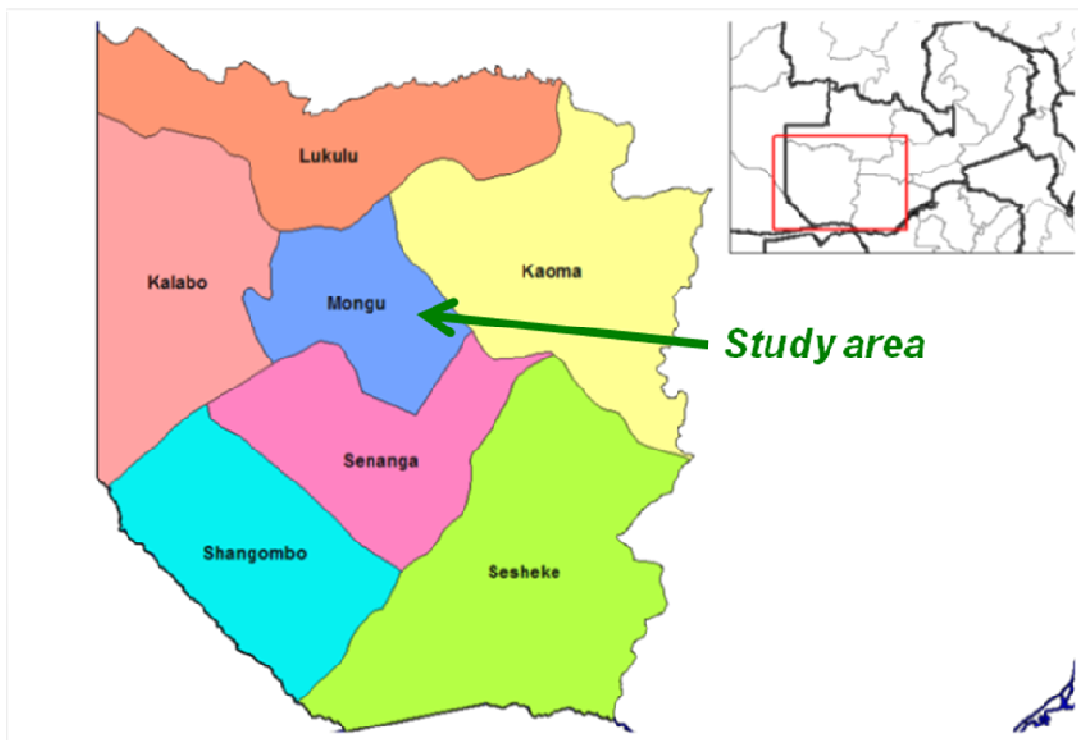 Lukulu
Kaoma
Kalabo
Mongu
Study area
Senanga
Shangombo
Sesheke